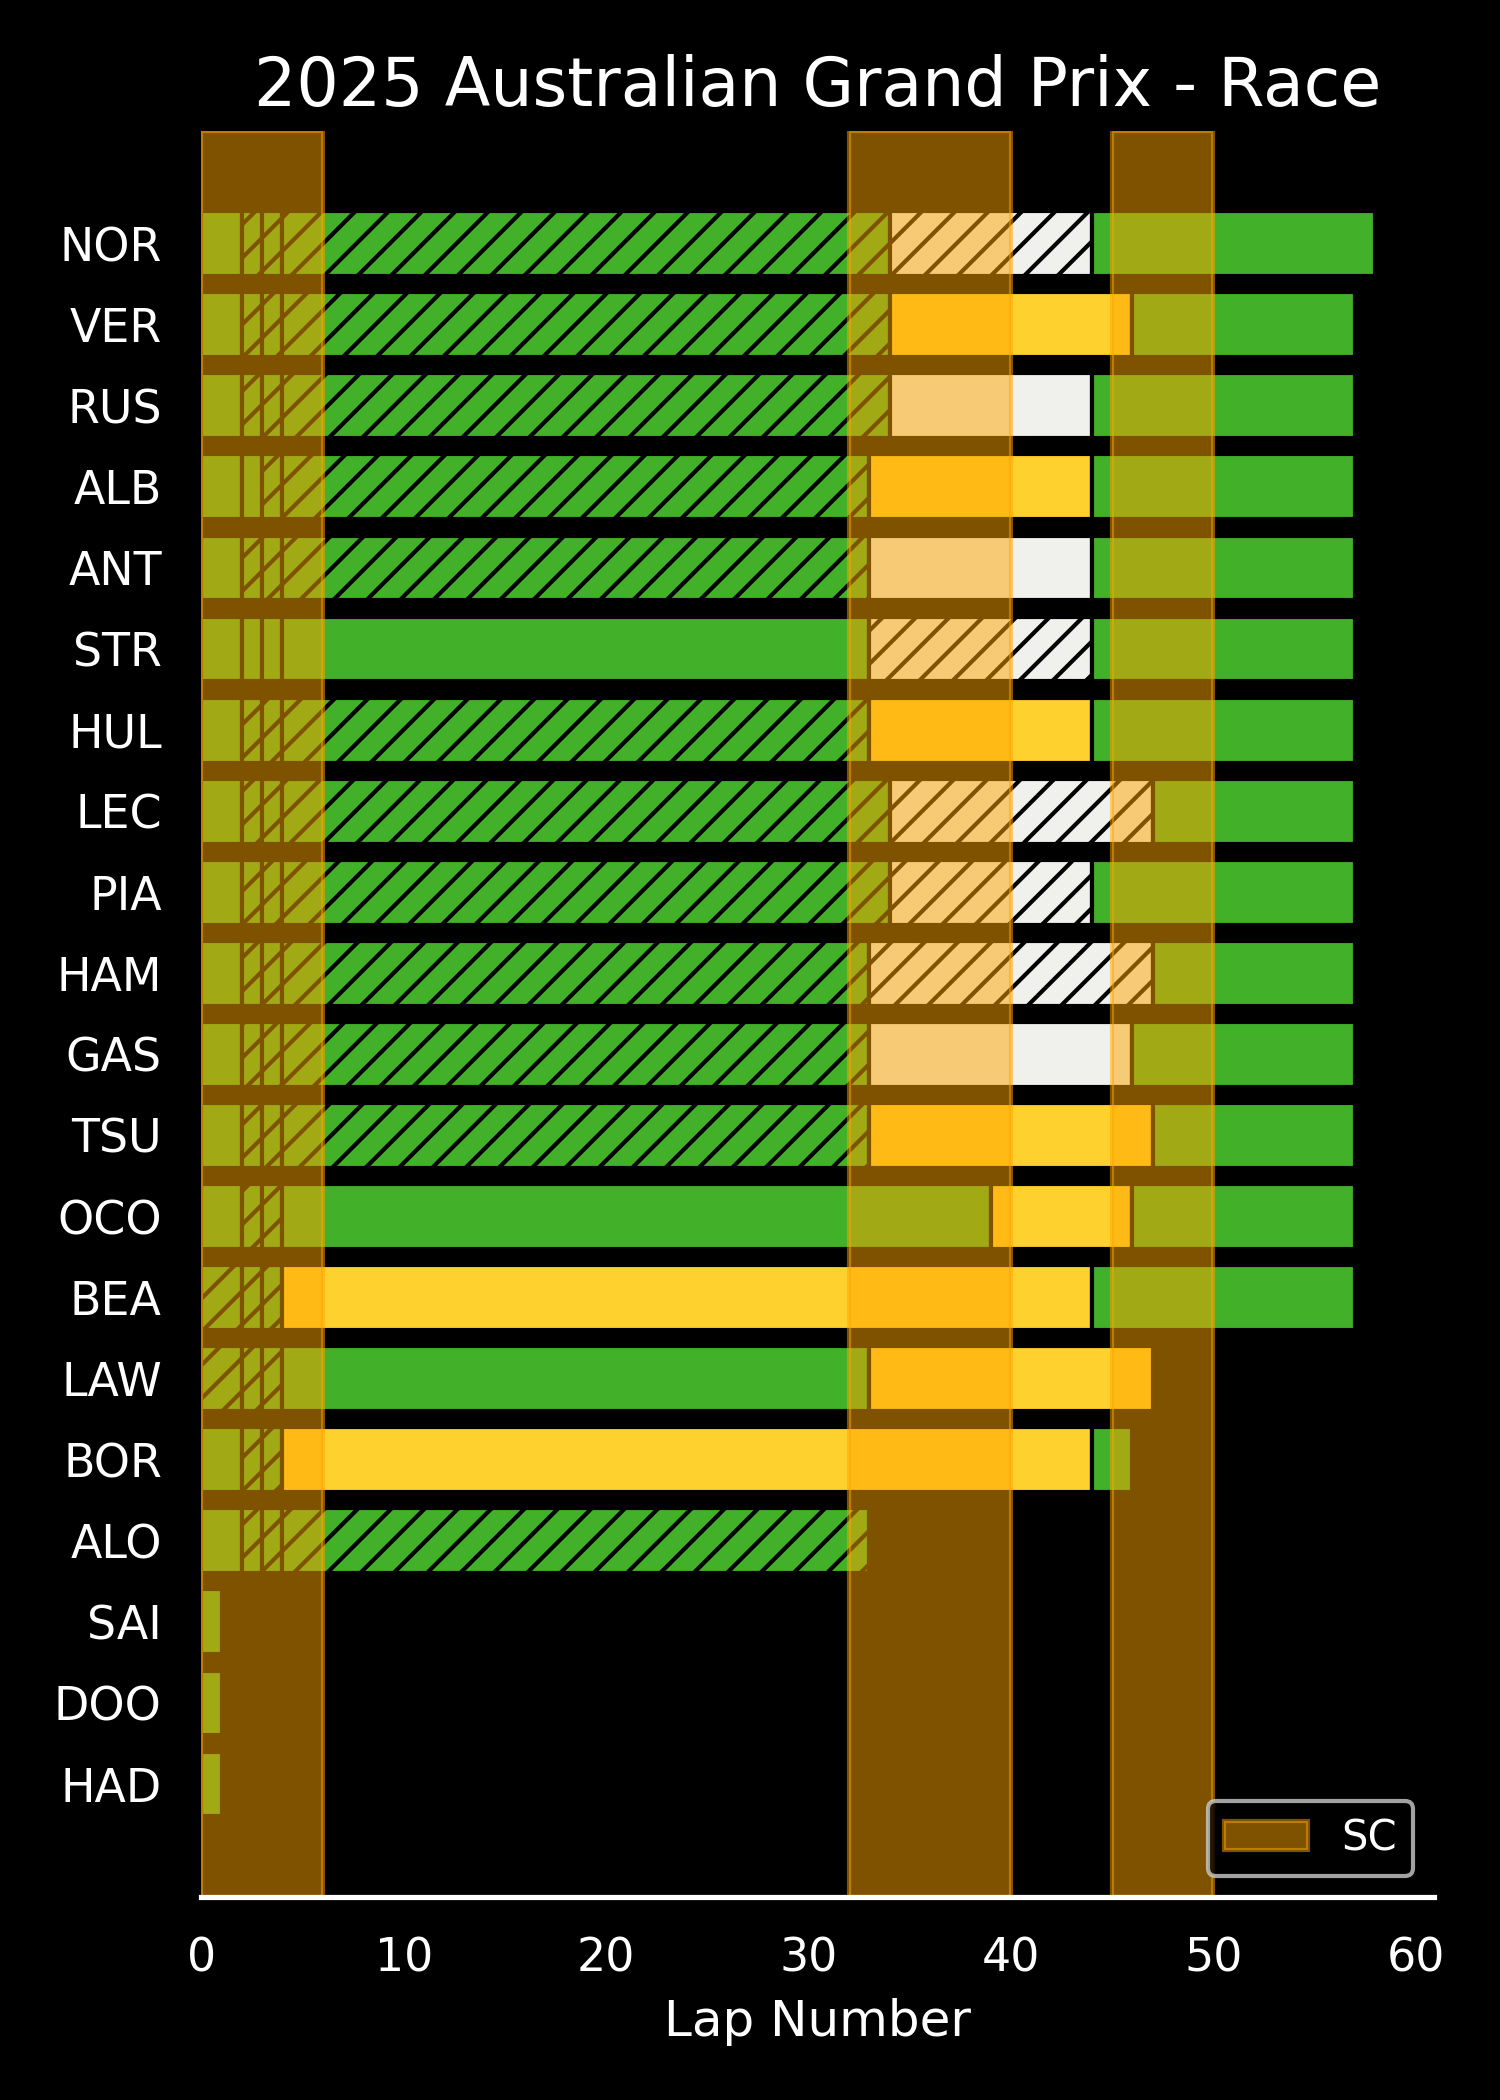 2025 Australian Grand Prix - Race
NOR
VER
RUS
ALB
ANT
STR
HUL
LEC
PIA
HAM
GAS
TSU
OCO
BEA
LAW
BOR
ALO
SAI
DOO
HAD
SC
0 10 20 30 40 50 60
Lap Number